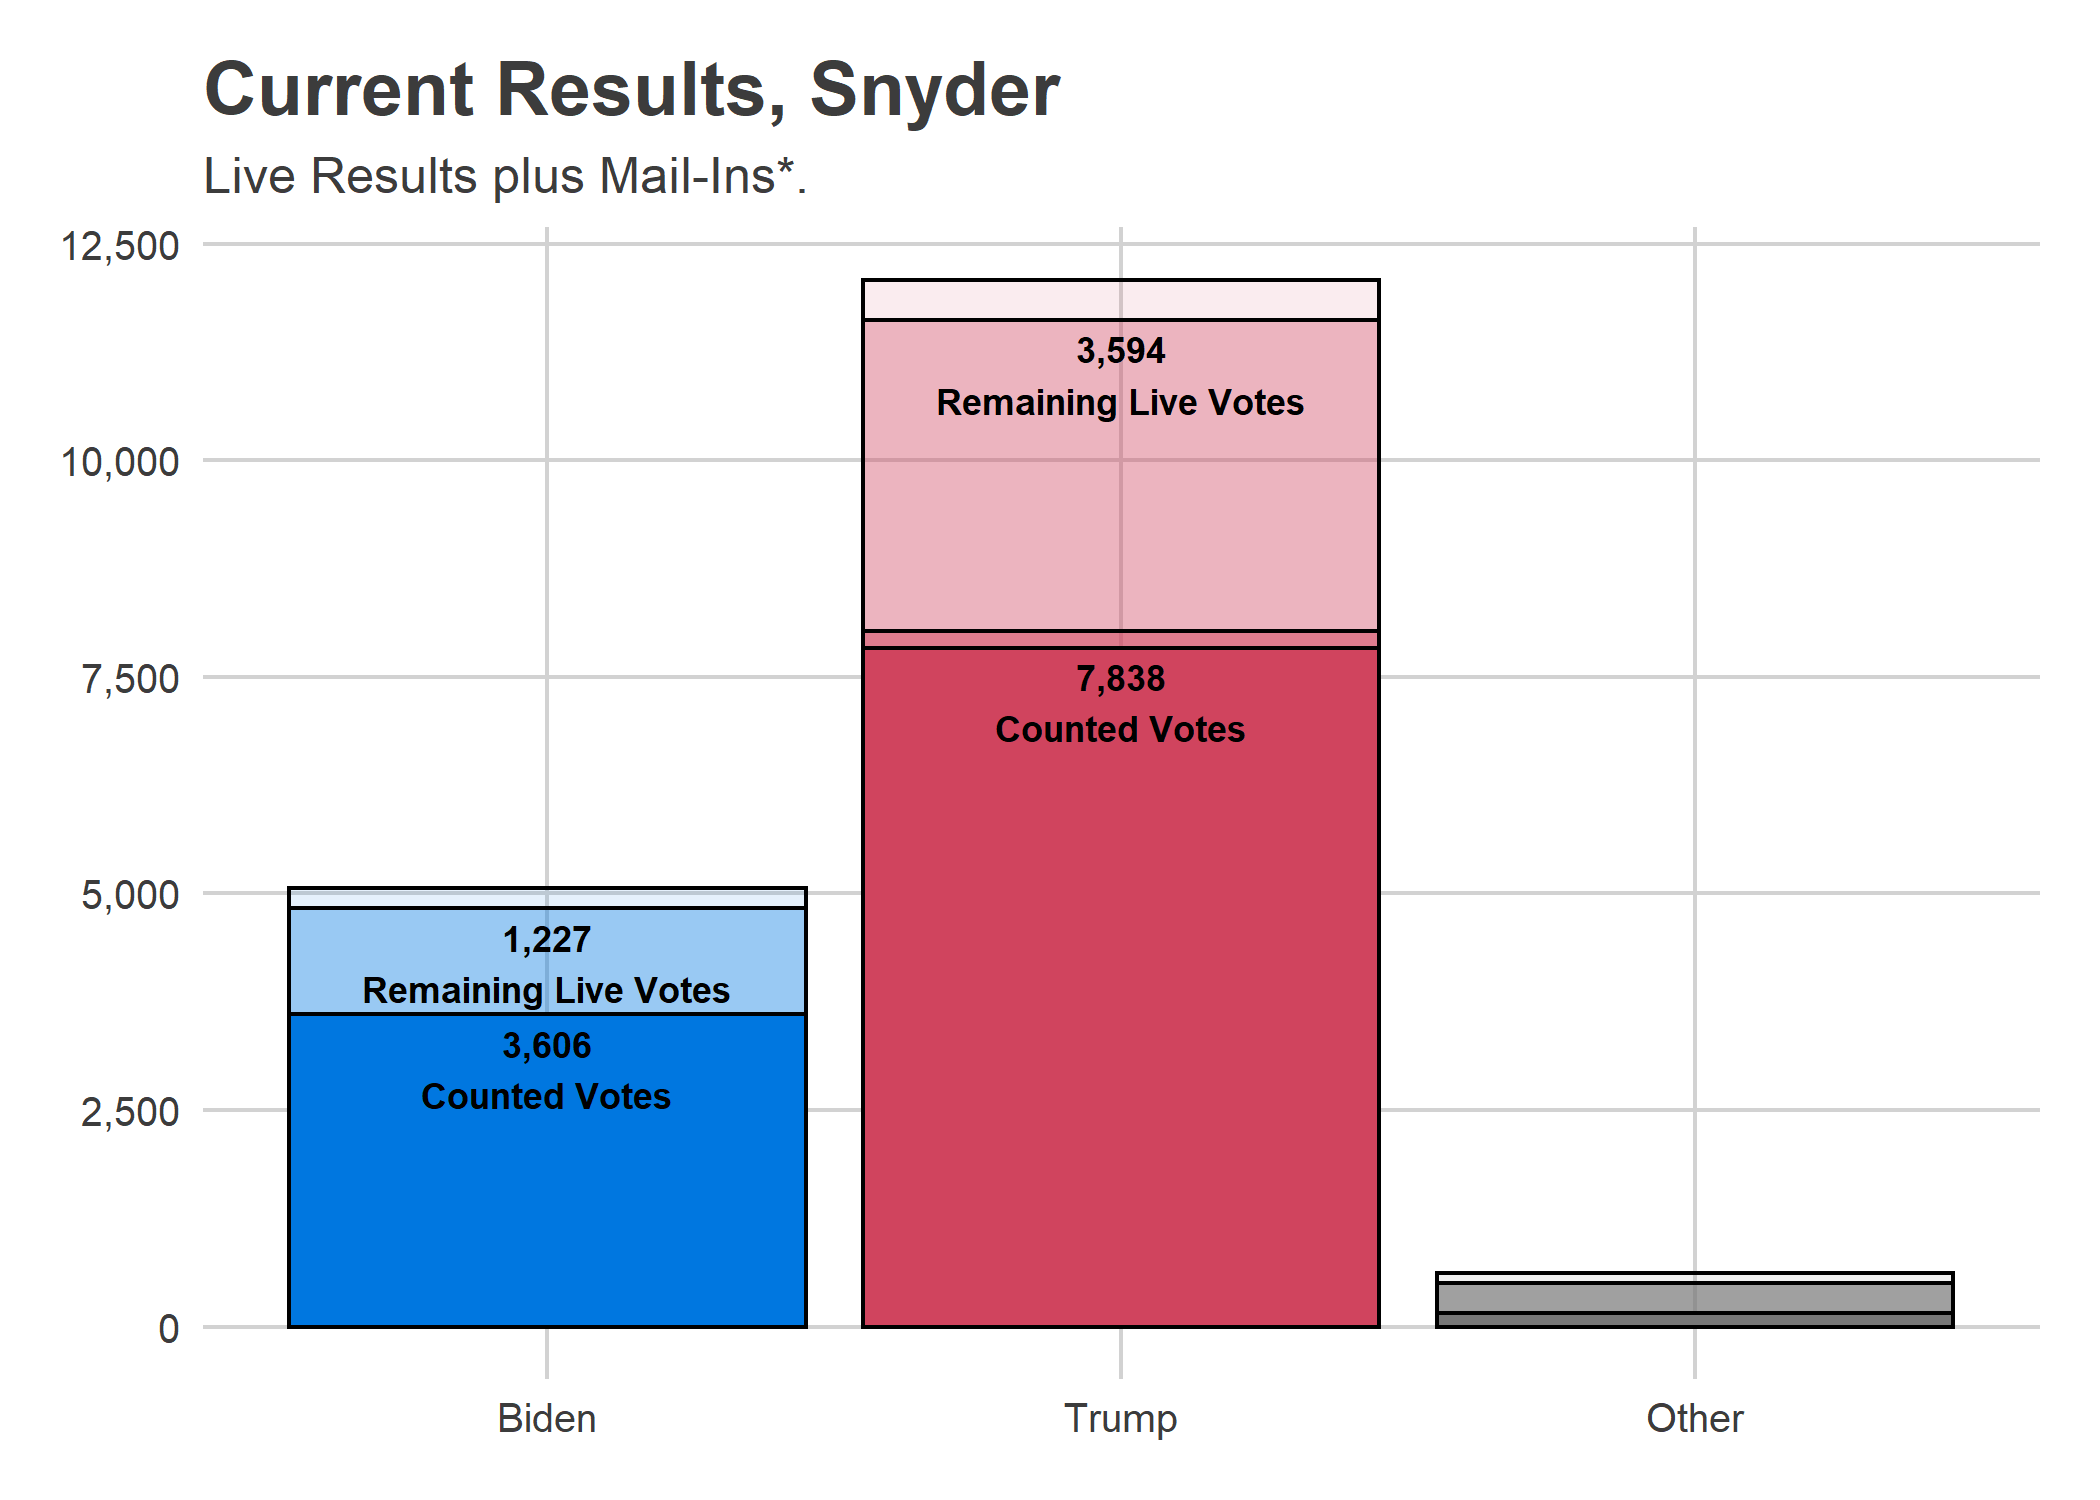 Current Results, Snyder
Live Results plus Mail-Ins*.
12,500
10,000
7,500
5,000
2,500
0
3,594
Remaining Live Votes
7,838
Counted Votes
1,227
Remaining Live Votes
3,606
Counted Votes
Biden
Trump
Other